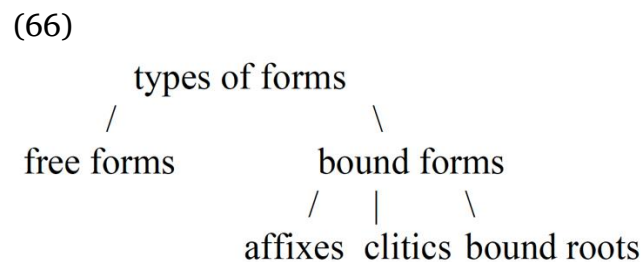 (66)
types of forms
/ \
free forms bound forms
/ | \
affixes clitics bound roots